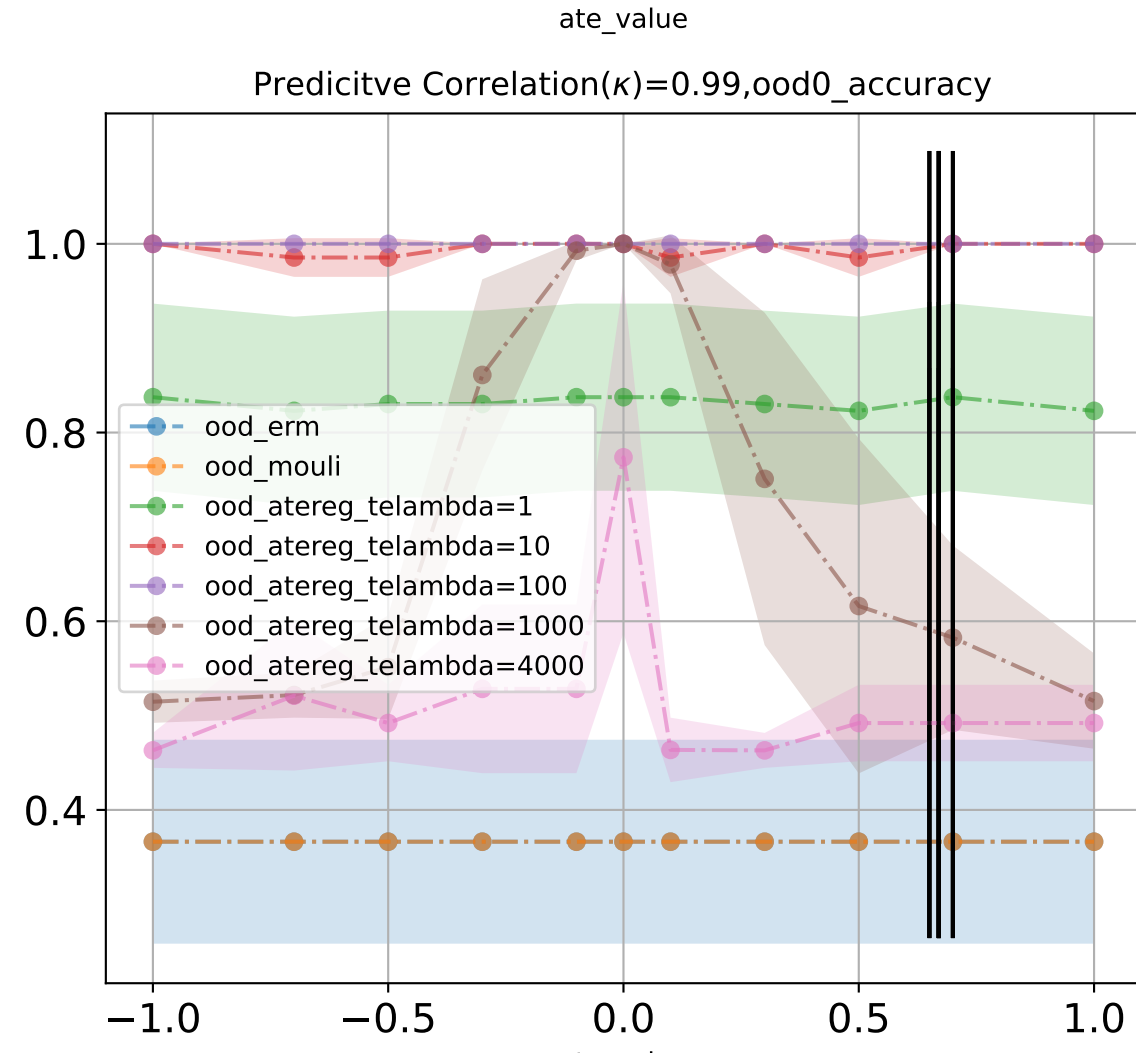 ate_value
Predicitve Correlation(κ)=0.99,ood0_accuracy
1.0
0.8
0.6
0.4
ood_erm
ood_mouli
ood_atereg_telambda=1
ood_atereg_telambda=10
ood_atereg_telambda=100
ood_atereg_telambda=1000
ood_atereg_telambda=4000
−1.0 −0.5 0.0 0.5 1.0